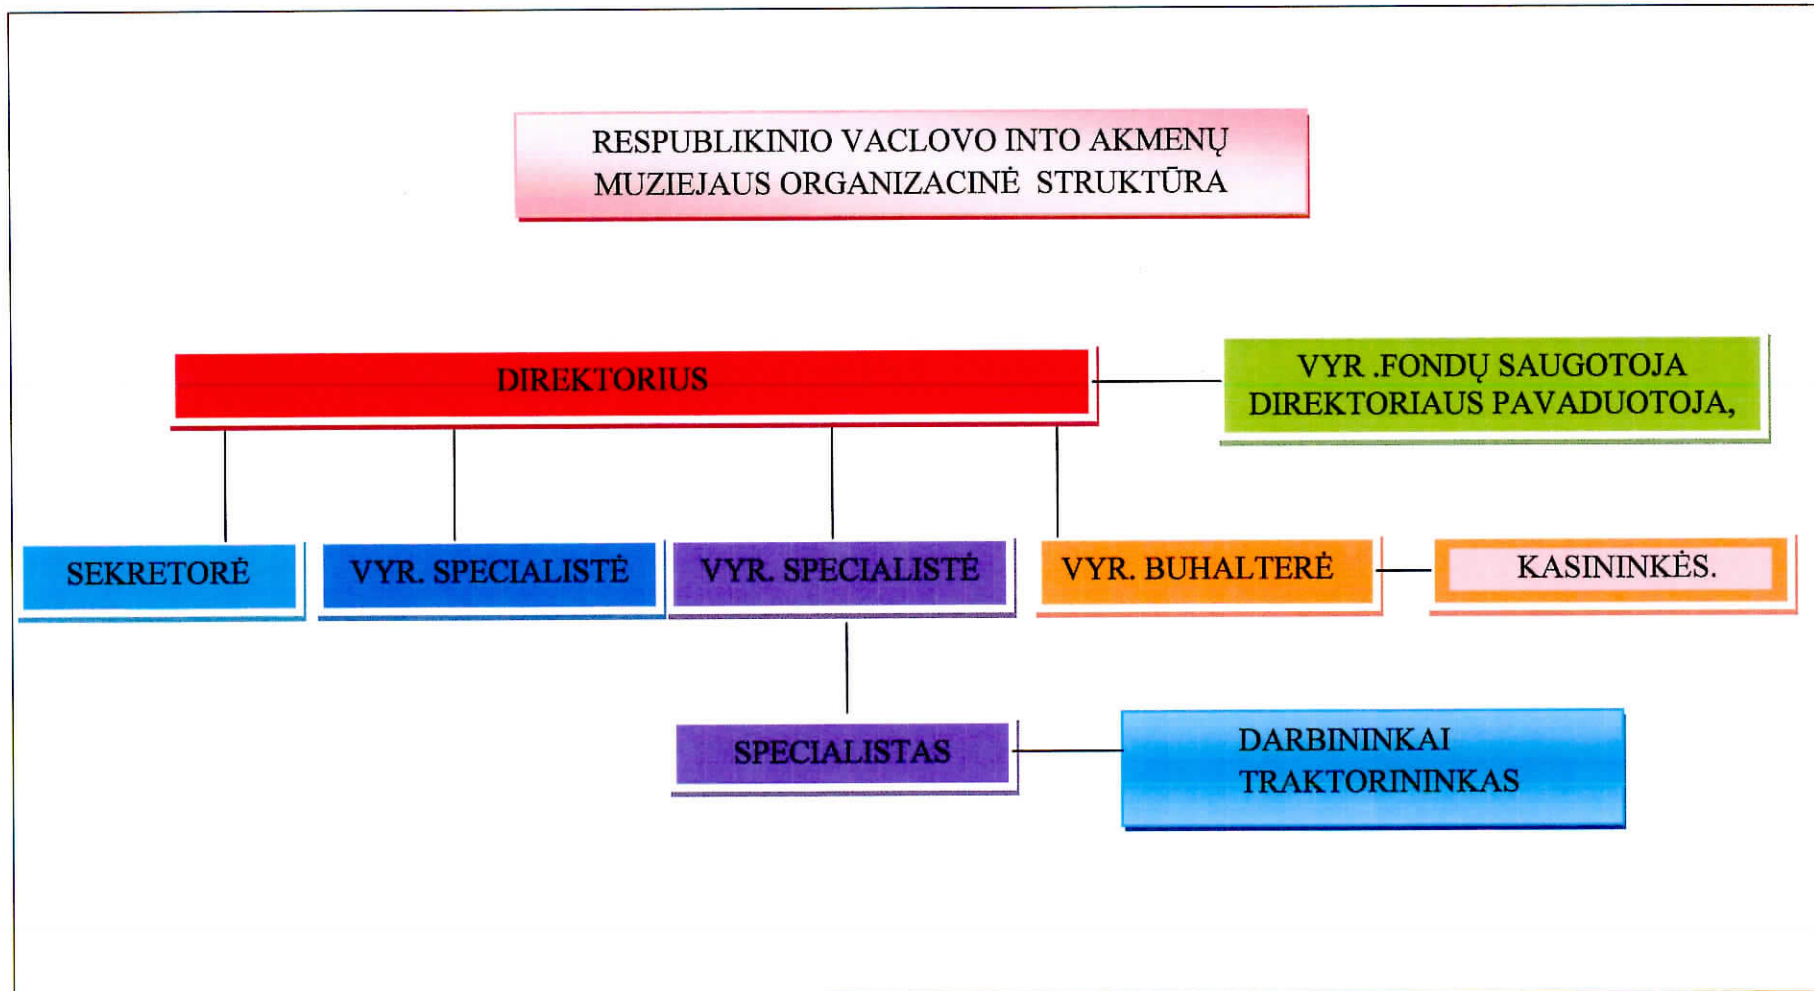 RESPUBLIKINIO VACLOVO INTO AKMENŲ
MUZIEJAUS ORGANIZACINĖ STRUKTŪRA
DIREKTORIUS
VYR .FONDŲ SAUGOTOJA
DIREKTORIAUS PAVADUOTOJA,
SEKRETORĖ
VYR. SPECIALISTĖ
VYR. SPECIALISTĖ
VYR. BUHALTERĖ
KASININKĖS.
SPECIALISTAS
DARBININKAI
TRAKTORININKAS